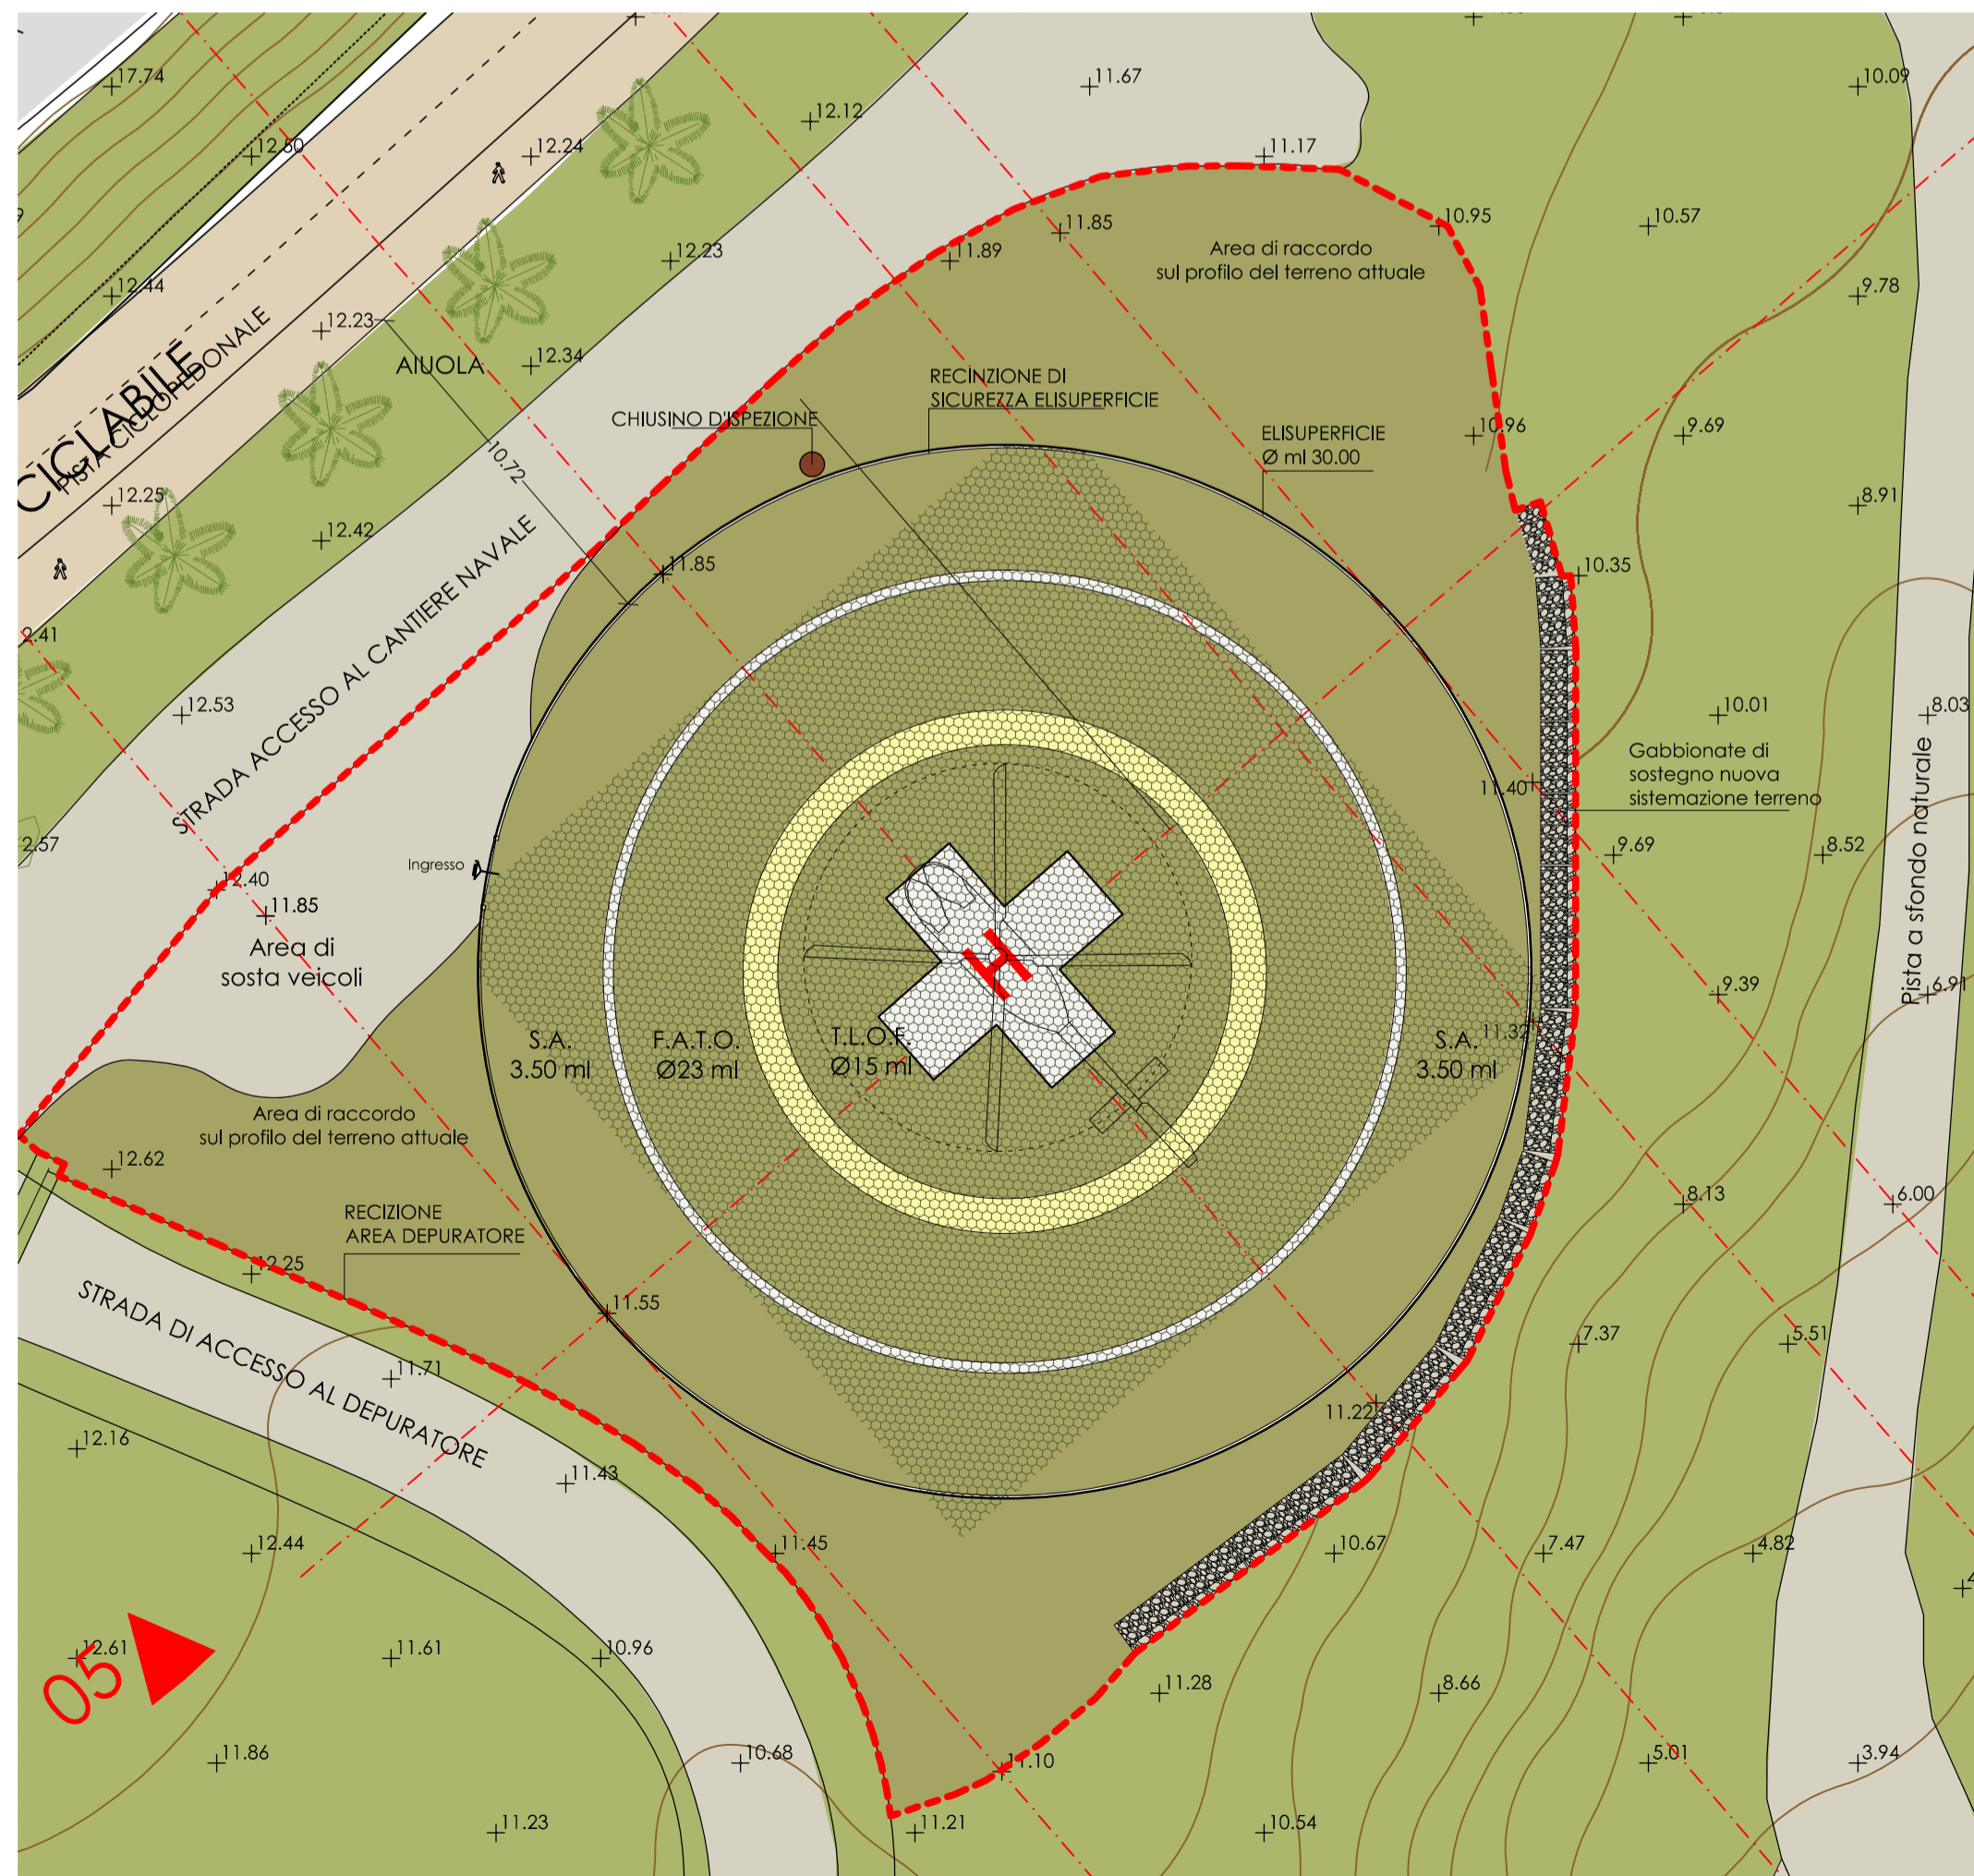 17.74
12.50
12.24
12.12
11.67
11.17
10.09
12.44
12.23
12.23
11.89
11.85
10.95
10.57
9.78
Area di raccordo
sul profilo del terreno attuale
CICLABILE
PISTA CICLOPEDONALE
AIUOLA
12.34
10.72
RECINZIONE DI
SICUREZZA ELISUPERFICIE
CHIUSINO D'ISPEZIONE
ELISUPERFICIE
Ø ml 30.00
10.96
9.69
8.91
12.25
12.42
11.85
10.35
2.41
12.53
STRADA ACCESSO AL CANTIERE NAVALE
10.01
8.03
Gabbionate di
sostegno nuova
sistemazione terreno
11.40
2.57
Ingresso
9.69
8.52
Pista a sfondo naturale
12.40
11.85
Area di
sosta veicoli
H
9.39
6.91
S.A.
3.50 ml
F.A.T.O.
Ø23 ml
T.L.O.F.
Ø15 ml
S.A.
3.50 ml
11.32
Area di raccordo
sul profilo del terreno attuale
12.62
RECIZIONE
AREA DEPURATORE
8.13
6.00
12.25
11.55
STRADA DI ACCESSO AL DEPURATORE
11.71
7.37
5.51
11.22
12.16
11.43
12.44
11.45
10.67
7.47
4.82
05
12.61
11.61
10.96
11.28
8.66
11.86
10.68
11.10
5.01
3.94
11.23
11.21
10.54